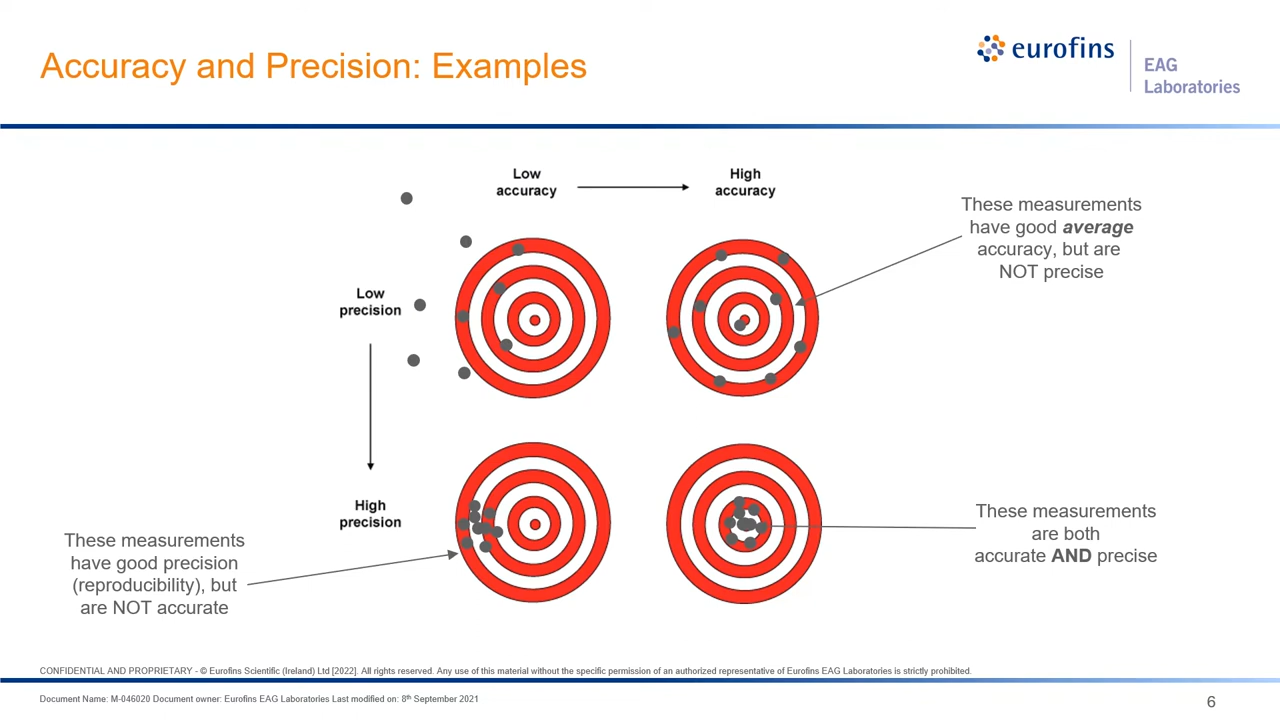 Accuracy and Precision: Examples
eurofins
EAG
Laboratories
Low
accuracy
High
accuracy
These measurements
have good average
accuracy, but are
NOT precise
Low
precision
High
precision
These measurements
have good precision
(reproducibility), but
are NOT accurate
These measurements
are both
accurate AND precise
CONFIDENTIAL AND PROPRIETARY - © Eurofins Scientific (Ireland) Ltd [2022]. All rights reserved. Any use of this material without the specific permission of an authorized representative of Eurofins EAG Laboratories is strictly prohibited.
Document Name: M-046020 Document owner: Eurofins EAG Laboratories Last modified on: 8th September 2021
6